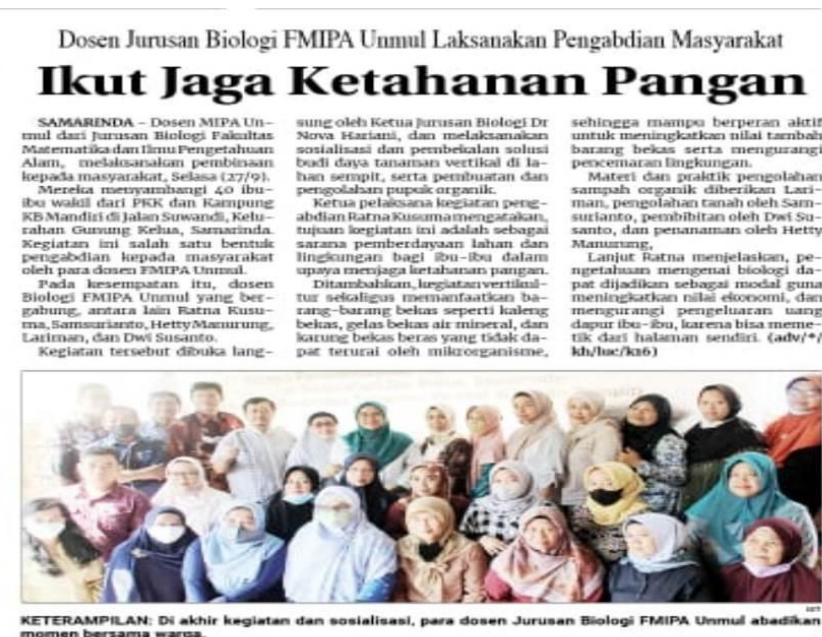 Dosen Jurusan Biologi FMIPA Unmul Laksanakan Pengabdian Masyarakat
Ikut Jaga Ketahanan Pangan
SAMARINDA – Dosen MIPA Un-
mul dari Jurusan Biologi Fakultas
Matematika dan Ilmu Pengetahuan
Alam, melaksanakan pembinaan
kepada masyarakat, Selasa (27/9).
Mereka menyambangi 40 ibu-
ibu wakil dari PKK dan Kampung
KB Mandiri di Jalan Suwandi, Kelu-
rahan Gunung Kelua, Samarinda.
Kegiatan ini salah satu bentuk
pengabdian kepada masyarakat
oleh para dosen FMIPA Unmul.
Pada kesempatan itu, dosen
Biologi FMIPA Unmul yang ber-
gabung, antara lain Ratna Kusu-
ma, Samsurianto, Hetty Manurung,
Lariman, dan Dwi Susanto.
Kegiatan tersebut dibuka lang-
sung oleh Ketua Jurusan Biologi Dr
Nova Hariani, dan melaksanakan
sosialisasi dan pembekalan solusi
budi daya tanaman vertikal di la-
han sempit, serta pembuatan dan
pengolahan pupuk organik.
Ketua pelaksana kegiatan peng-
abdian Ratna Kusuma mengatakan,
tujuan kegiatan ini adalah sebagai
sarana pemberdayaan lahan dan
lingkungan bagi ibu-ibu dalam
upaya menjaga ketahanan pangan.
Ditambahkan, kegiatan vertikul-
tur sekaligus memanfaatkan ba-
rang-barang bekas seperti kaleng
bekas, gelas bekas air mineral, dan
karung bekas beras yang tidak da-
pat terurai oleh mikroorganisme,
sehingga mampu berperan aktif
untuk meningkatkan nilai tambah
barang bekas serta mengurangi
pencemaran lingkungan.
Materi dan praktik pengolahan
sampah organik diberikan Lari-
man, pengolahan tanah oleh Sam-
surianto, pembibitan oleh Dwi Su-
santo, dan penanaman oleh Hetty
Manurung,
Lanjut Ratna menjelaskan, pe-
ngetahuan mengenai biologi da-
pat dijadikan sebagai modal guna
meningkatkan nilai ekonomi, dan
mengurangi pengeluaran uang
dapur ibu-ibu, karena bisa meme-
tik dari halaman sendiri. (adv/*/
kh/luc/k16)
KETERAMPILAN: Di akhir kegiatan dan sosialisasi, para dosen Jurusan Biologi FMIPA Unmul abadikan
momen bersama warga.